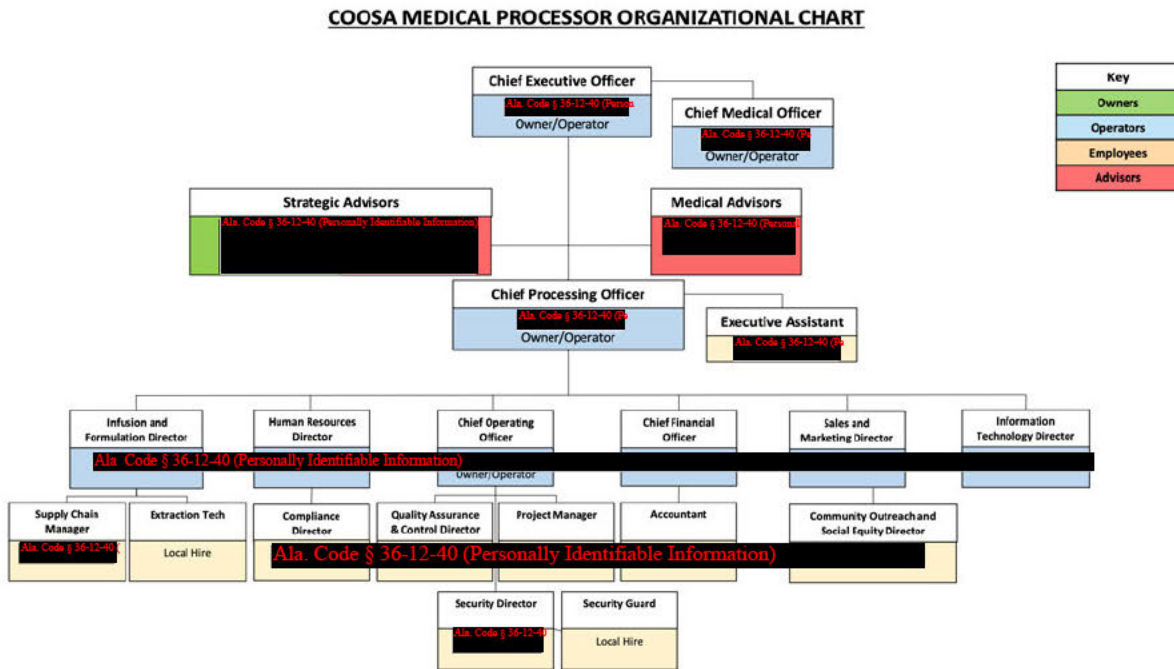 COOSA MEDICAL PROCESSOR ORGANIZATIONAL CHART
Chief Executive Officer
Ala. Code § 36-12-40 (Person
Owner/Operator
Chief Medical Officer
Ala. Code § 36-12-40 (Pe
Owner/Operator
Key
Owners
Operators
Employees
Advisors
Strategic Advisors
Ala. Code § 36-12-40 (Personally Identifiable Information)
Medical Advisors
Ala. Code § 36-12-40 (Personal
Chief Processing Officer
Ala. Code § 36-12-40 (Pe
Owner/Operator
Executive Assistant
Ala. Code § 36-12-40 (Pe
Infusion and
Formulation Director
Human Resources
Director
Chief Operating
Officer
Chief Financial
Officer
Sales and
Marketing Director
Information
Technology Director
Ala. Code § 36-12-40 (Personally Identifiable Information)
Owner/Operator
Supply Chain
Manager
Ala. Code § 36-12-40 (
Extraction Tech
Local Hire
Compliance
Director
Quality Assurance
& Control Director
Project Manager
Accountant
Community Outreach and
Social Equity Director
Ala. Code § 36-12-40 (Personally Identifiable Information)
Security Director
Ala. Code § 36-12-40
Security Guard
Local Hire